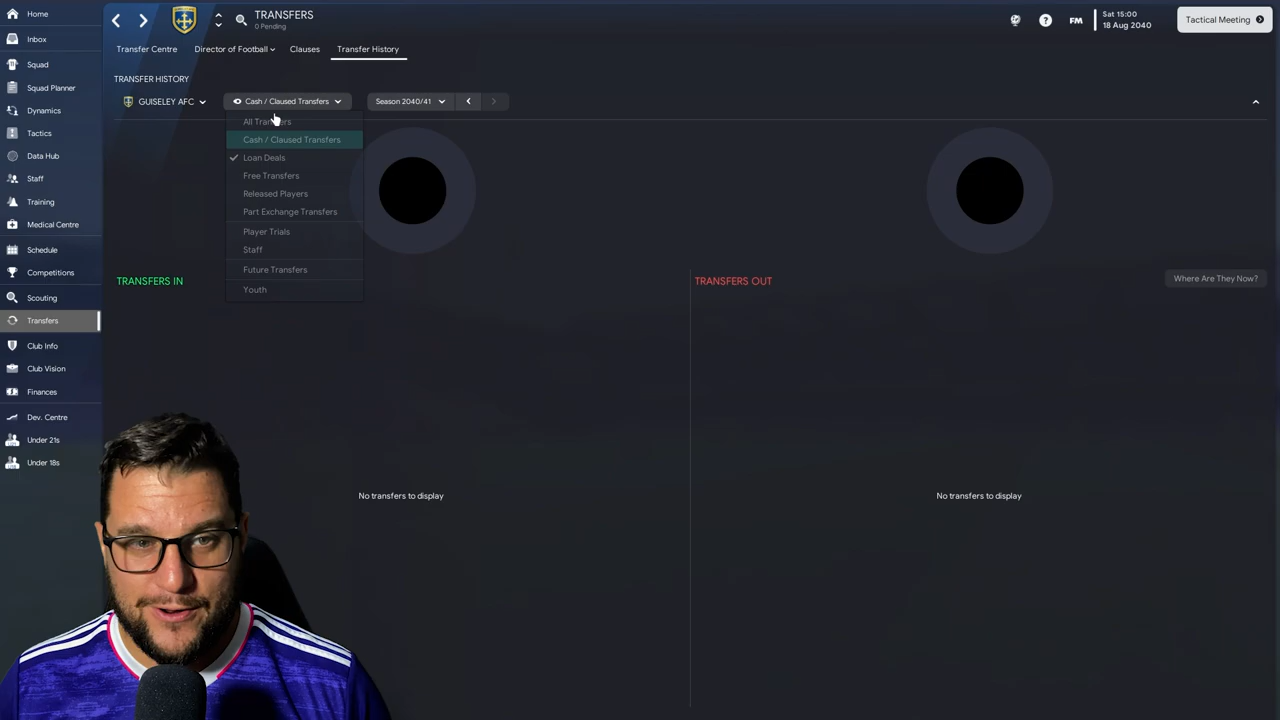 Home
Inbox
Squad
Squad Planner
Dynamics
Tactics
Data Hub
Staff
Training
Medical Centre
Schedule
Competitions
Scouting
Transfers
Club Info
Club Vision
Finances
Dev. Centre
Under 21s
Under 18s
TRANSFERS
0 Pending
FM
Sat 15:00
18 Aug 2040
Tactical Meeting
Transfer Centre
Director of Football
Clauses
Transfer History
TRANSFER HISTORY
GUISELEY AFC
Cash / Claused Transfers
Season 2040/41
All Transfers
Cash / Claused Transfers
Loan Deals
Free Transfers
Released Players
Part Exchange Transfers
Player Trials
Staff
Future Transfers
Youth
TRANSFERS IN
No transfers to display
TRANSFERS OUT
Where Are They Now?
No transfers to display